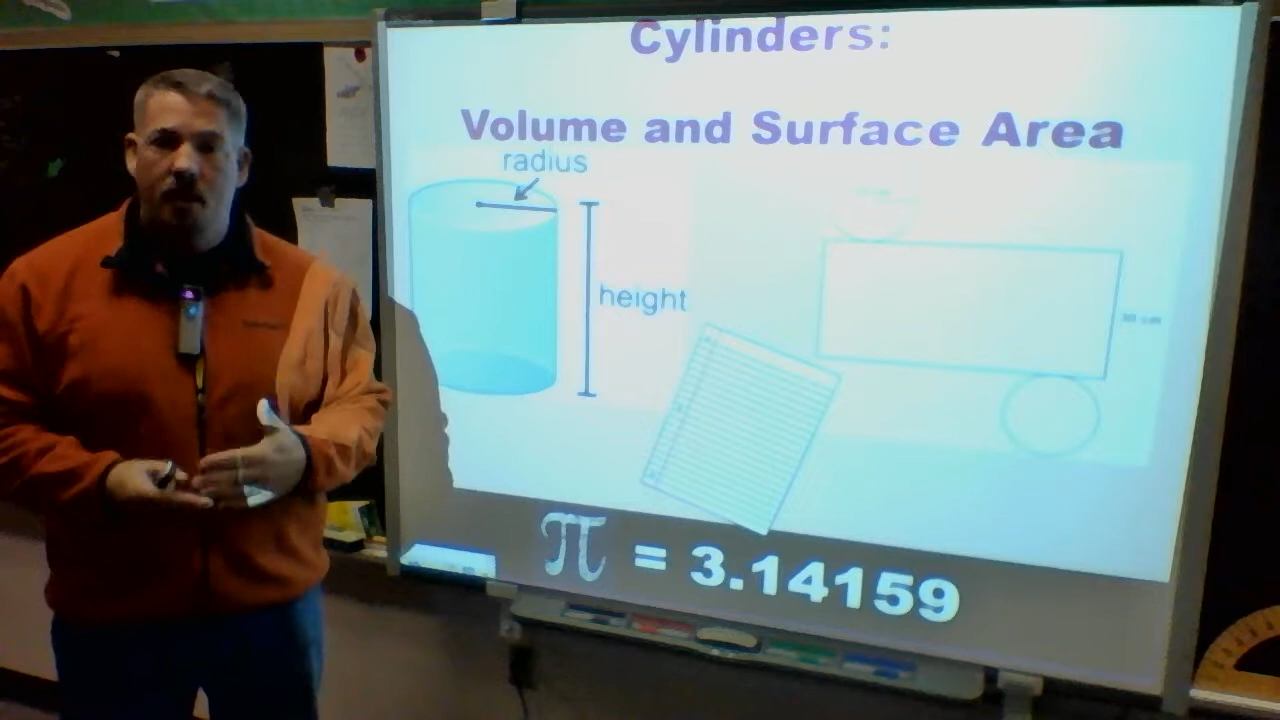 Cylinders:
Volume and Surface Area
radius
height
π = 3.14159